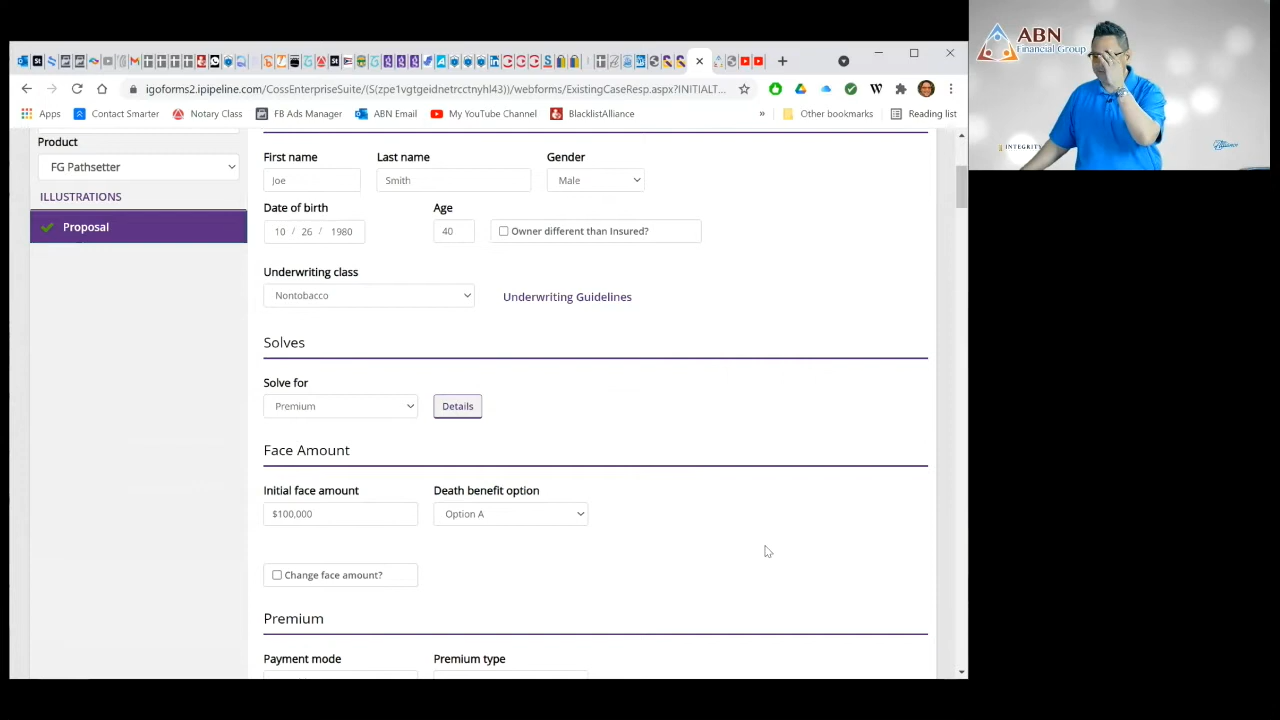 ABN
Financial Group
igoforms2.ipipeline.com/CossEnterpriseSuite/(S(zpe1vgtgeidnetrcctnyhl43))/webforms/ExistingCaseResp.aspx?INITIALT...
Apps
Contact Smarter
Notary Class
FB Ads Manager
ABN Email
My YouTube Channel
BlacklistAlliance
»
Other bookmarks
Reading list
INTEGRITY
Product
FG Pathsetter
ILLUSTRATIONS
Proposal
First name
Last name
Gender
Joe
Smith
Male
Date of birth
Age
10 / 26 / 1980
40
Owner different than Insured?
Underwriting class
Nontobacco
Underwriting Guidelines
Solves
Solve for
Premium
Details
Face Amount
Initial face amount
Death benefit option
$100,000
Option A
Change face amount?
Premium
Payment mode
Premium type